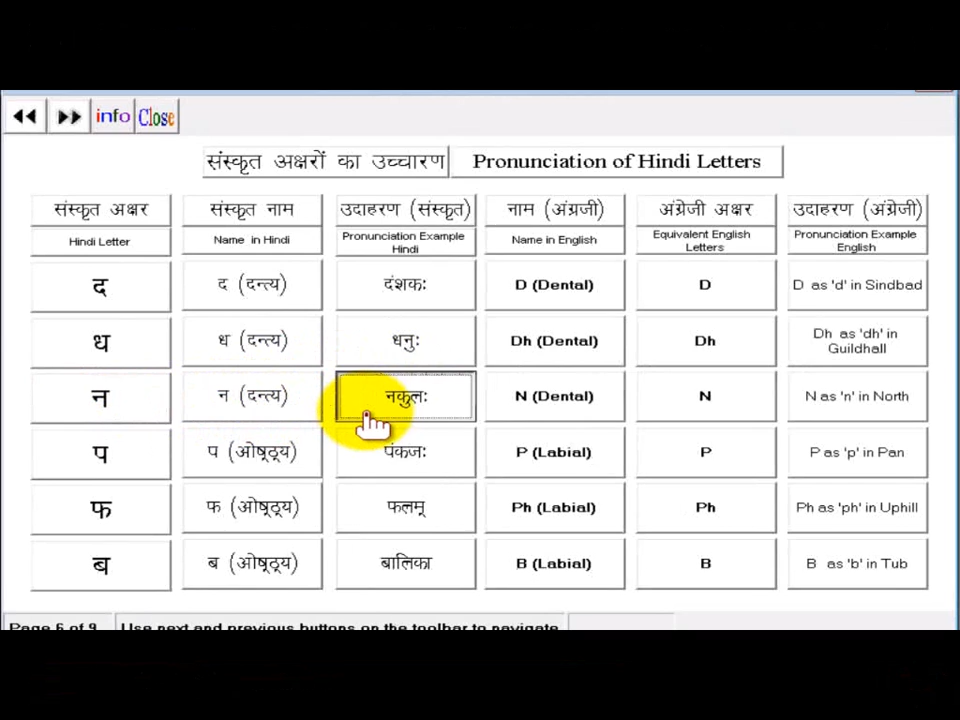 info Close
संस्कृत अक्षरों का उच्चारण Pronunciation of Hindi Letters
संस्कृत अक्षर संस्कृत नाम उदाहरण (संस्कृत) नाम (अंग्रजी) अंग्रेजी अक्षर उदाहरण (अंग्रेजी)
Hindi Letter Name in Hindi Pronunciation Example Hindi Name in English Equivalent English Letters Pronunciation Example English
द द (दन्त्य) दंशकः D (Dental) D D as 'd' in Sindbad
ध ध (दन्त्य) धनुः Dh (Dental) Dh Dh as 'dh' in Guildhall
न न (दन्त्य) नकुलः N (Dental) N N as 'n' in North
प प (ओष्ठ्य) पंकजः P (Labial) P P as 'p' in Pan
फ फ (ओष्ठ्य) फलम् Ph (Labial) Ph Ph as 'ph' in Uphill
ब ब (ओष्ठ्य) बालिका B (Labial) B B as 'b' in Tub
Page 6 of 9 Use next and previous buttons on the toolbar to navigate